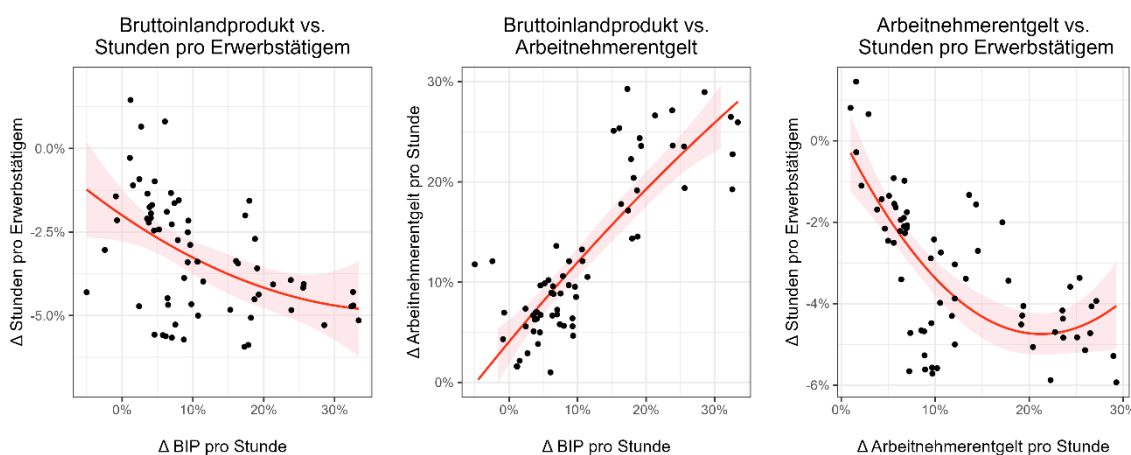 Bruttoinlandprodukt vs.
Stunden pro Erwerbstätigem
Δ Stunden pro Erwerbstätigem
0.0%
-2.5%
-5.0%
0%
10%
20%
30%
Δ BIP pro Stunde
Bruttoinlandprodukt vs.
Arbeitnehmerentgelt
Δ Arbeitnehmerentgelt pro Stunde
30%
20%
10%
0%
0%
10%
20%
30%
Δ BIP pro Stunde
Arbeitnehmerentgelt vs.
Stunden pro Erwerbstätigem
Δ Stunden pro Erwerbstätigem
0%
-2%
-4%
-6%
0%
10%
20%
Δ Arbeitnehmerentgelt pro Stunde